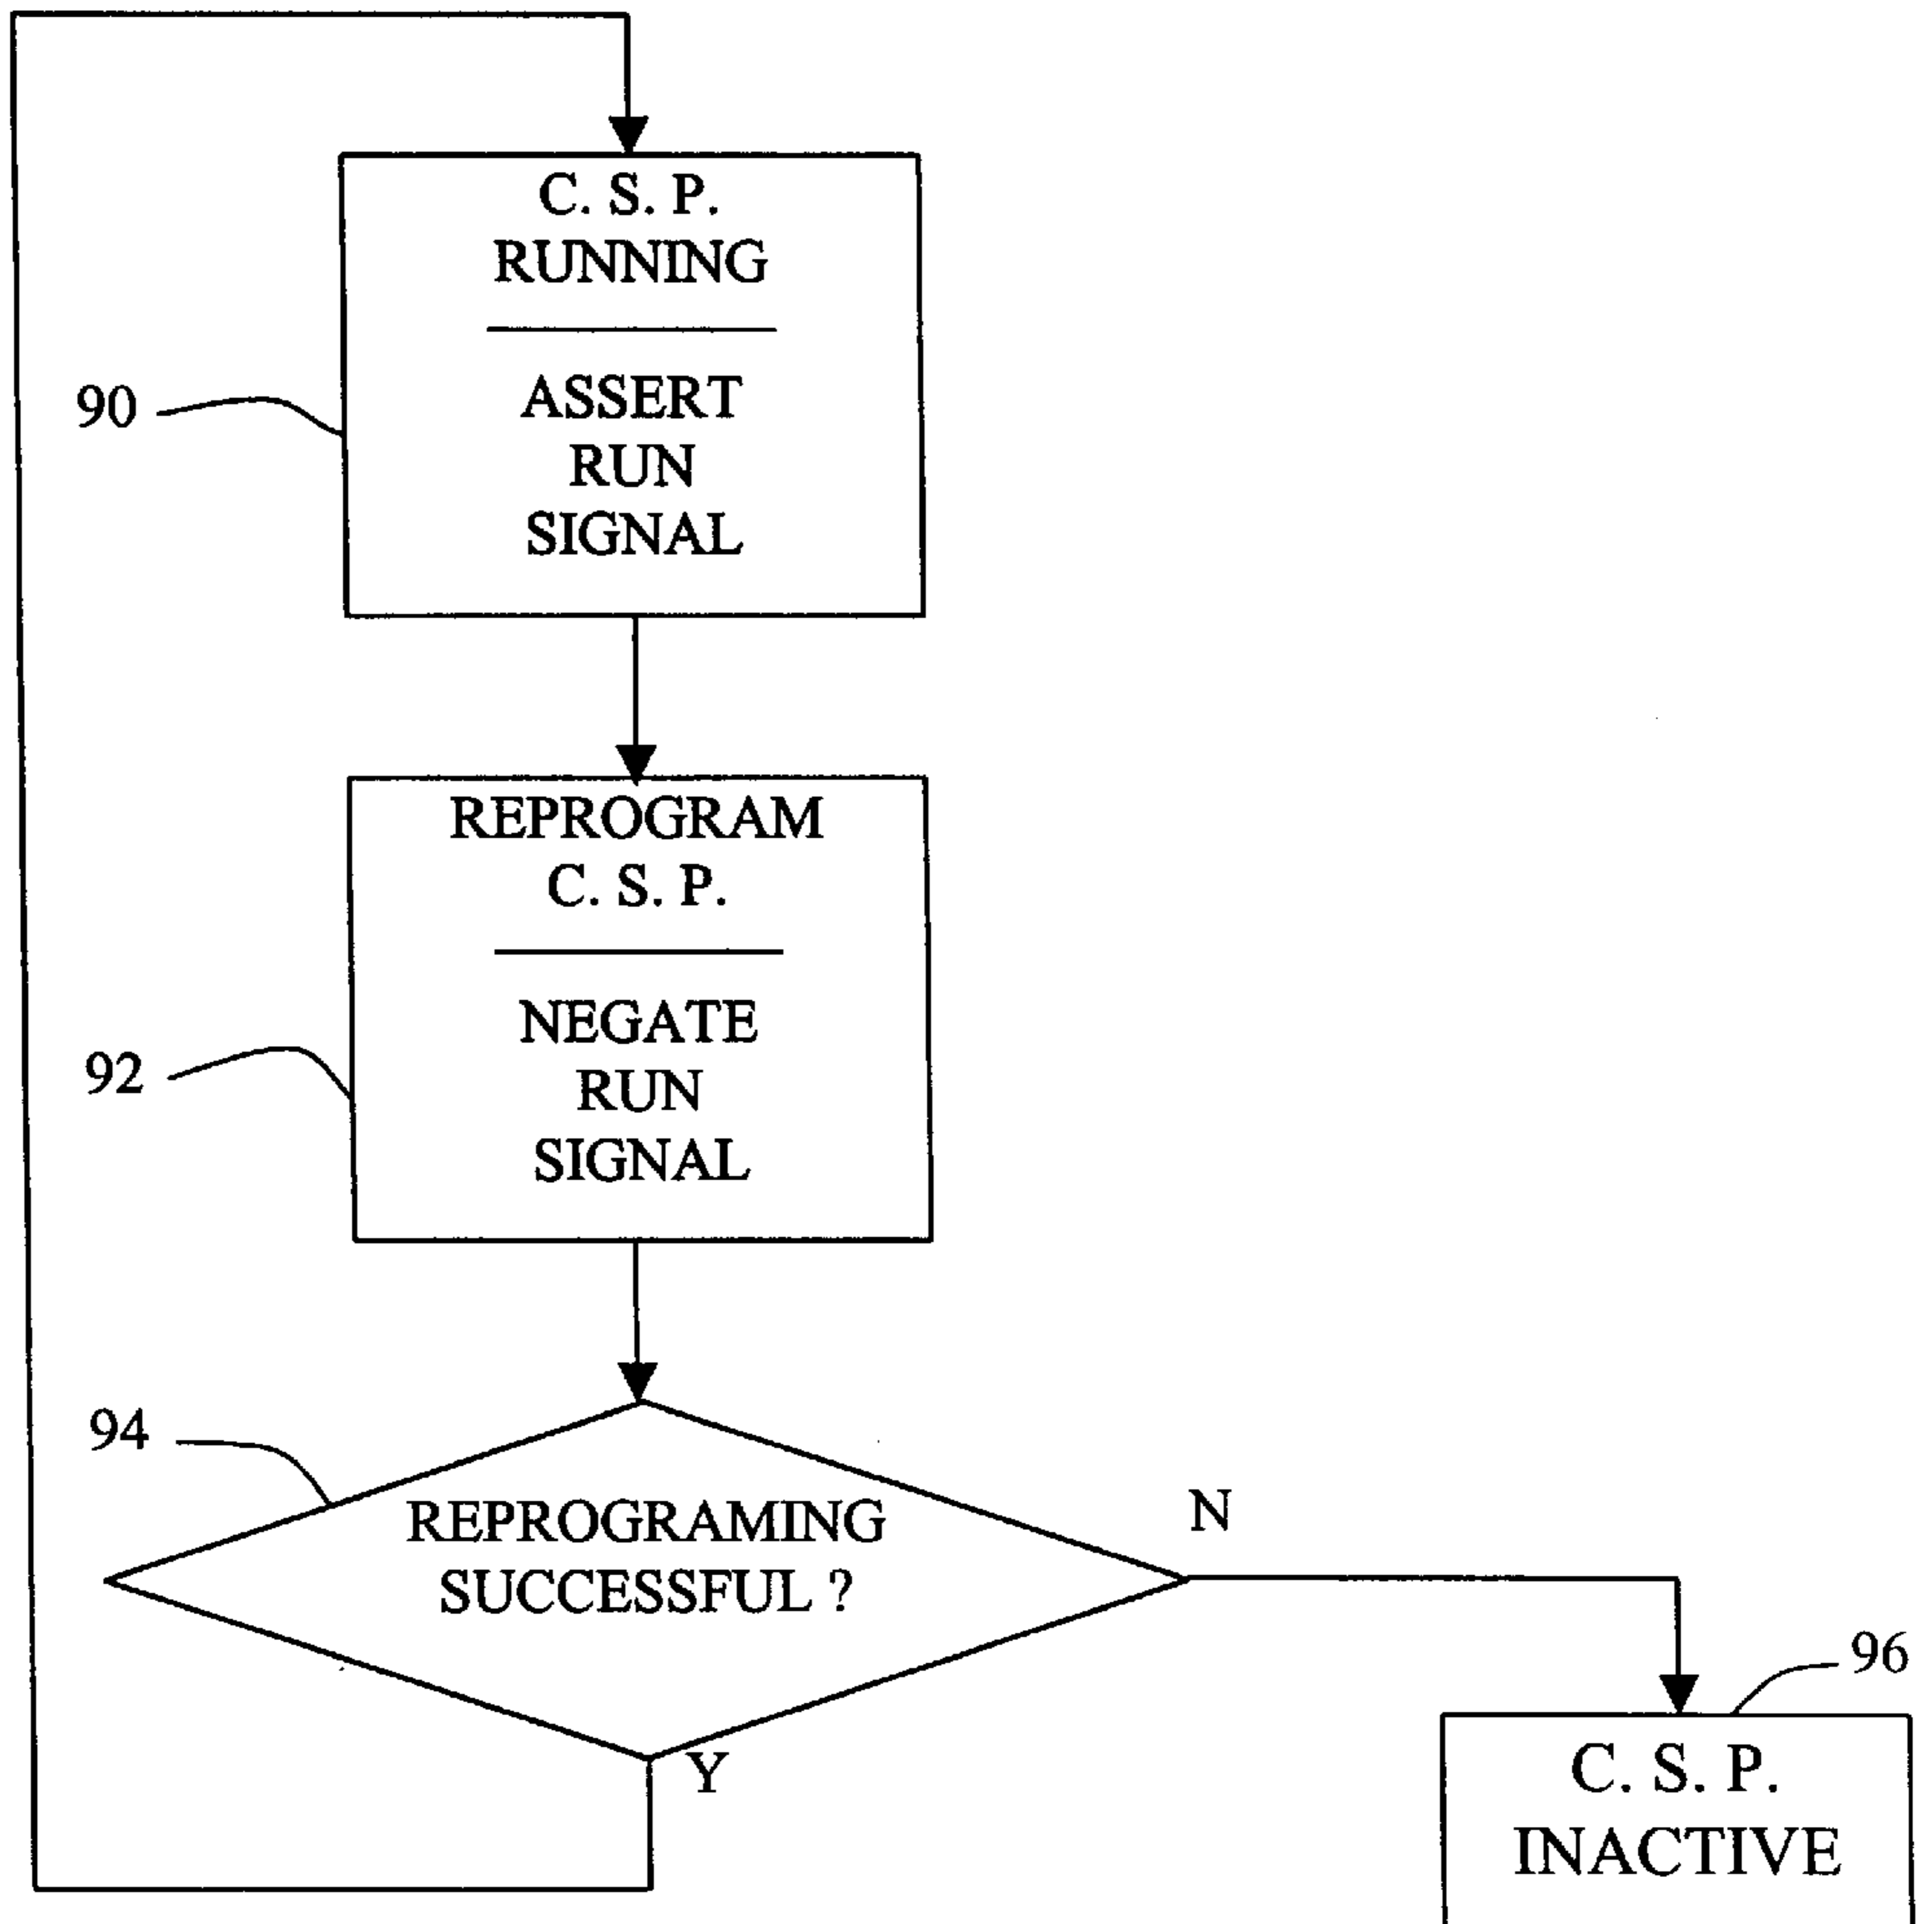 C. S. P.
RUNNING
ASSERT
RUN
SIGNAL
90
REPROGRAM
C. S. P.
NEGATE
RUN
SIGNAL
92
94
REPROGRAMING
SUCCESSFUL ?
N
Y
96
C. S. P.
INACTIVE